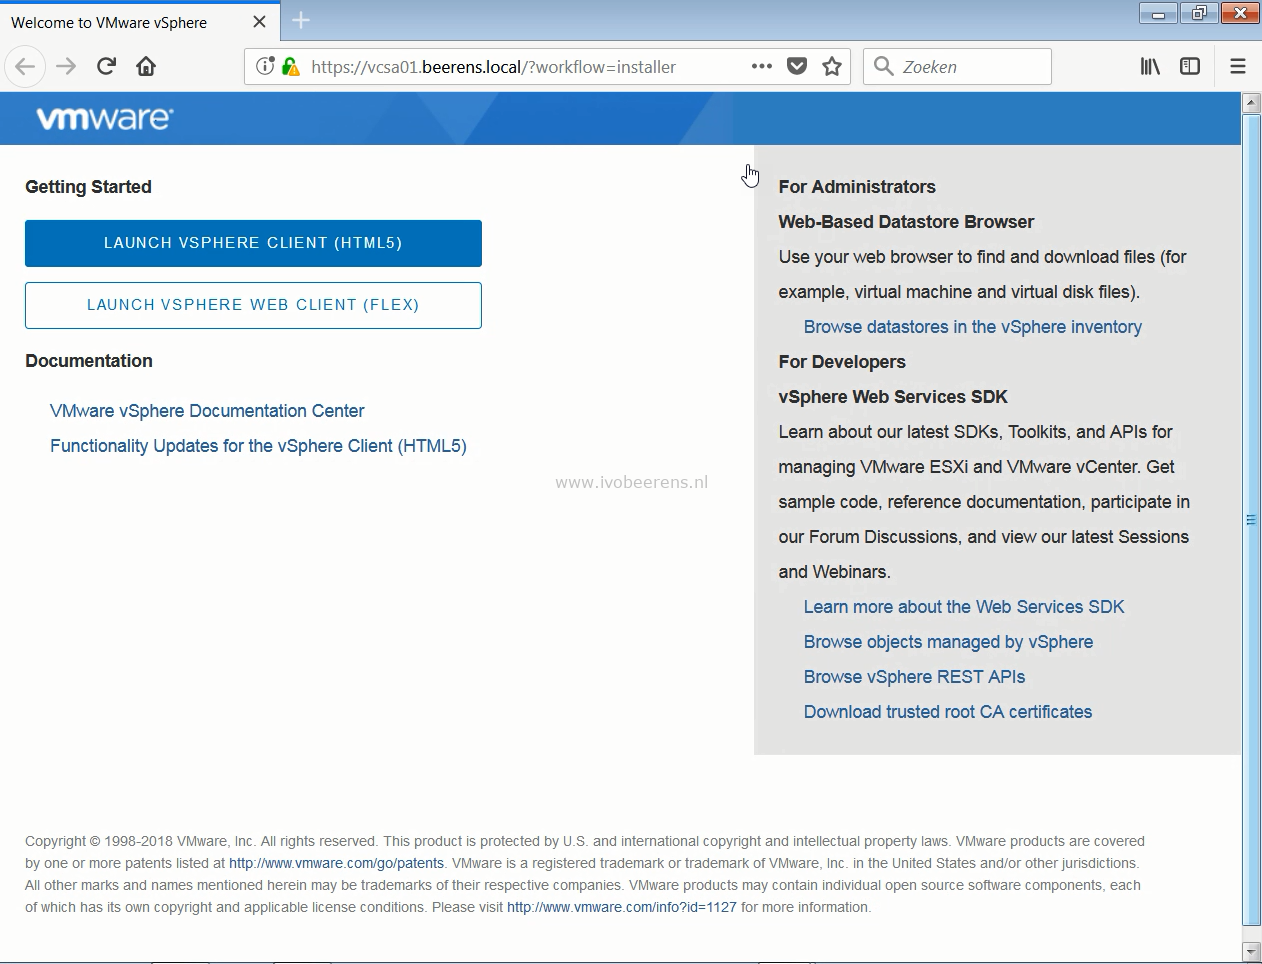 Welcome to VMware vSphere
https://vcsa01.beerens.local/?workflow=installer
Zoeken
vmware
Getting Started
LAUNCH VSPHERE CLIENT (HTML5)
LAUNCH VSPHERE WEB CLIENT (FLEX)
Documentation
VMware vSphere Documentation Center
Functionality Updates for the vSphere Client (HTML5)
www.ivobeerens.nl
For Administrators
Web-Based Datastore Browser
Use your web browser to find and download files (for
example, virtual machine and virtual disk files).
Browse datastores in the vSphere inventory
For Developers
vSphere Web Services SDK
Learn about our latest SDKs, Toolkits, and APIs for
managing VMware ESXi and VMware vCenter. Get
sample code, reference documentation, participate in
our Forum Discussions, and view our latest Sessions
and Webinars.
Learn more about the Web Services SDK
Browse objects managed by vSphere
Browse vSphere REST APIs
Download trusted root CA certificates
Copyright © 1998-2018 VMware, Inc. All rights reserved. This product is protected by U.S. and international copyright and intellectual property laws. VMware products are covered
by one or more patents listed at http://www.vmware.com/go/patents. VMware is a registered trademark or trademark of VMware, Inc. in the United States and/or other jurisdictions.
All other marks and names mentioned herein may be trademarks of their respective companies. VMware products may contain individual open source software components, each
of which has its own copyright and applicable license conditions. Please visit http://www.vmware.com/info?id=1127 for more information.